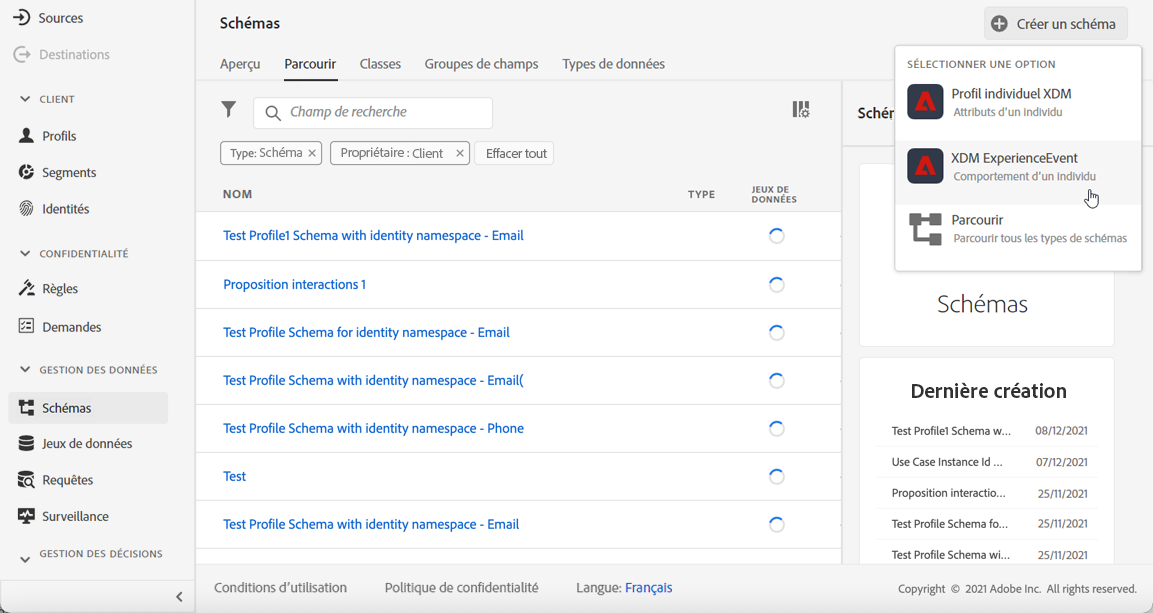 Sources
Destinations
CLIENT
Profils
Segments
Identités
CONFIDENTIALITÉ
Règles
Demandes
GESTION DES DONNÉES
Schémas
Jeux de données
Requêtes
Surveillance
GESTION DES DÉCISIONS
Schémas
Créer un schéma
Aperçu
Parcourir
Classes
Groupes de champs
Types de données
SÉLECTIONNER UNE OPTION
Profil individuel XDM
Attributs d'un individu
XDM ExperienceEvent
Comportement d'un individu
Parcourir
Parcourir tous les types de schémas
Champ de recherche
Type: Schéma ×
Propriétaire : Client ×
Effacer tout
NOM
TYPE
JEUX DE
DONNÉES
Test Profile1 Schema with identity namespace - Email
Proposition interactions 1
Test Profile Schema for identity namespace - Email
Test Profile Schema with identity namespace - Email(
Test Profile Schema with identity namespace - Phone
Test
Test Profile Schema with identity namespace - Email
Schér
Schémas
Dernière création
Test Profile1 Schema w... 08/12/2021
Use Case Instance Id ... 07/12/2021
Proposition interactio... 25/11/2021
Test Profile Schema fo... 25/11/2021
Test Profile Schema wi... 25/11/2021
Conditions d'utilisation
Politique de confidentialité
Langue: Français
Copyright © 2021 Adobe Inc. All rights reserved.